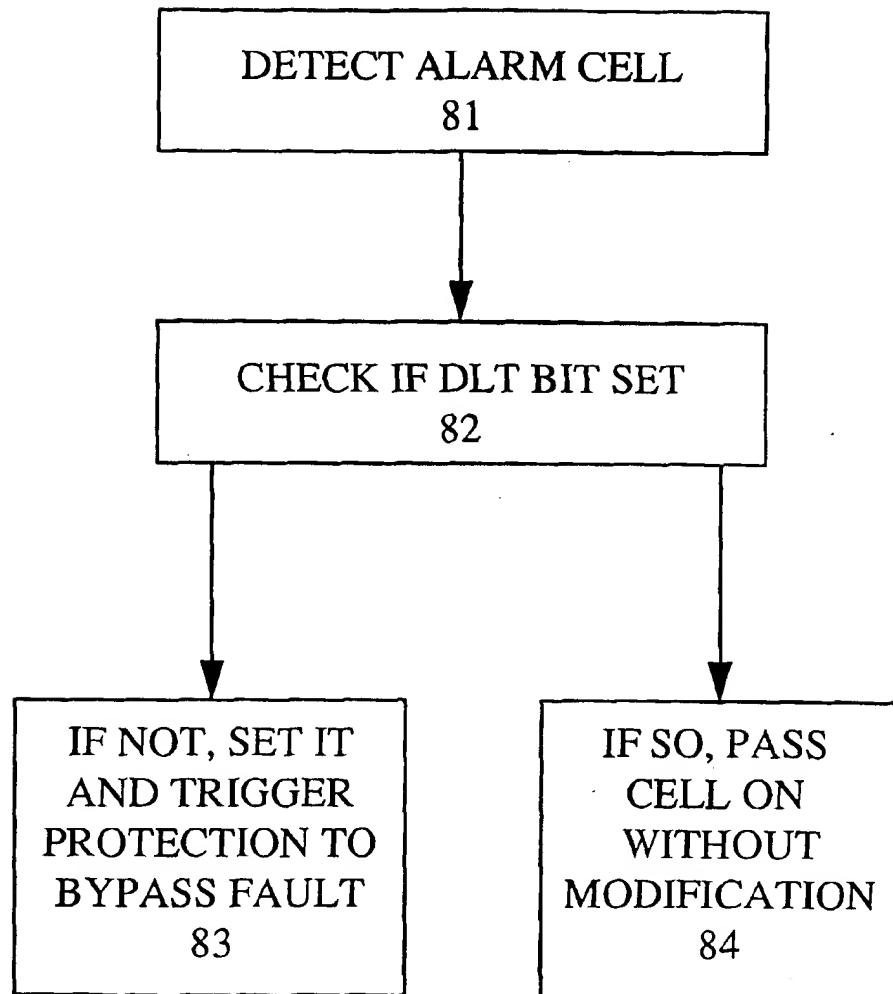 DETECT ALARM CELL
81
CHECK IF DLT BIT SET
82
IF NOT, SET IT
AND TRIGGER
PROTECTION TO
BYPASS FAULT
83
IF SO, PASS
CELL ON
WITHOUT
MODIFICATION
84